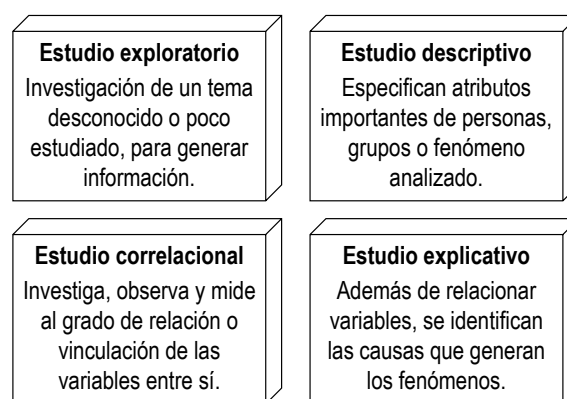 Estudio exploratorio
Investigación de un tema
desconocido o poco
estudiado, para generar
información.
Estudio descriptivo
Especifican atributos
importantes de personas,
grupos o fenómeno
analizado.
Estudio correlacional
Investiga, observa y mide
al grado de relación o
vinculación de las
variables entre sí.
Estudio explicativo
Además de relacionar
variables, se identifican
las causas que generan
los fenómenos.